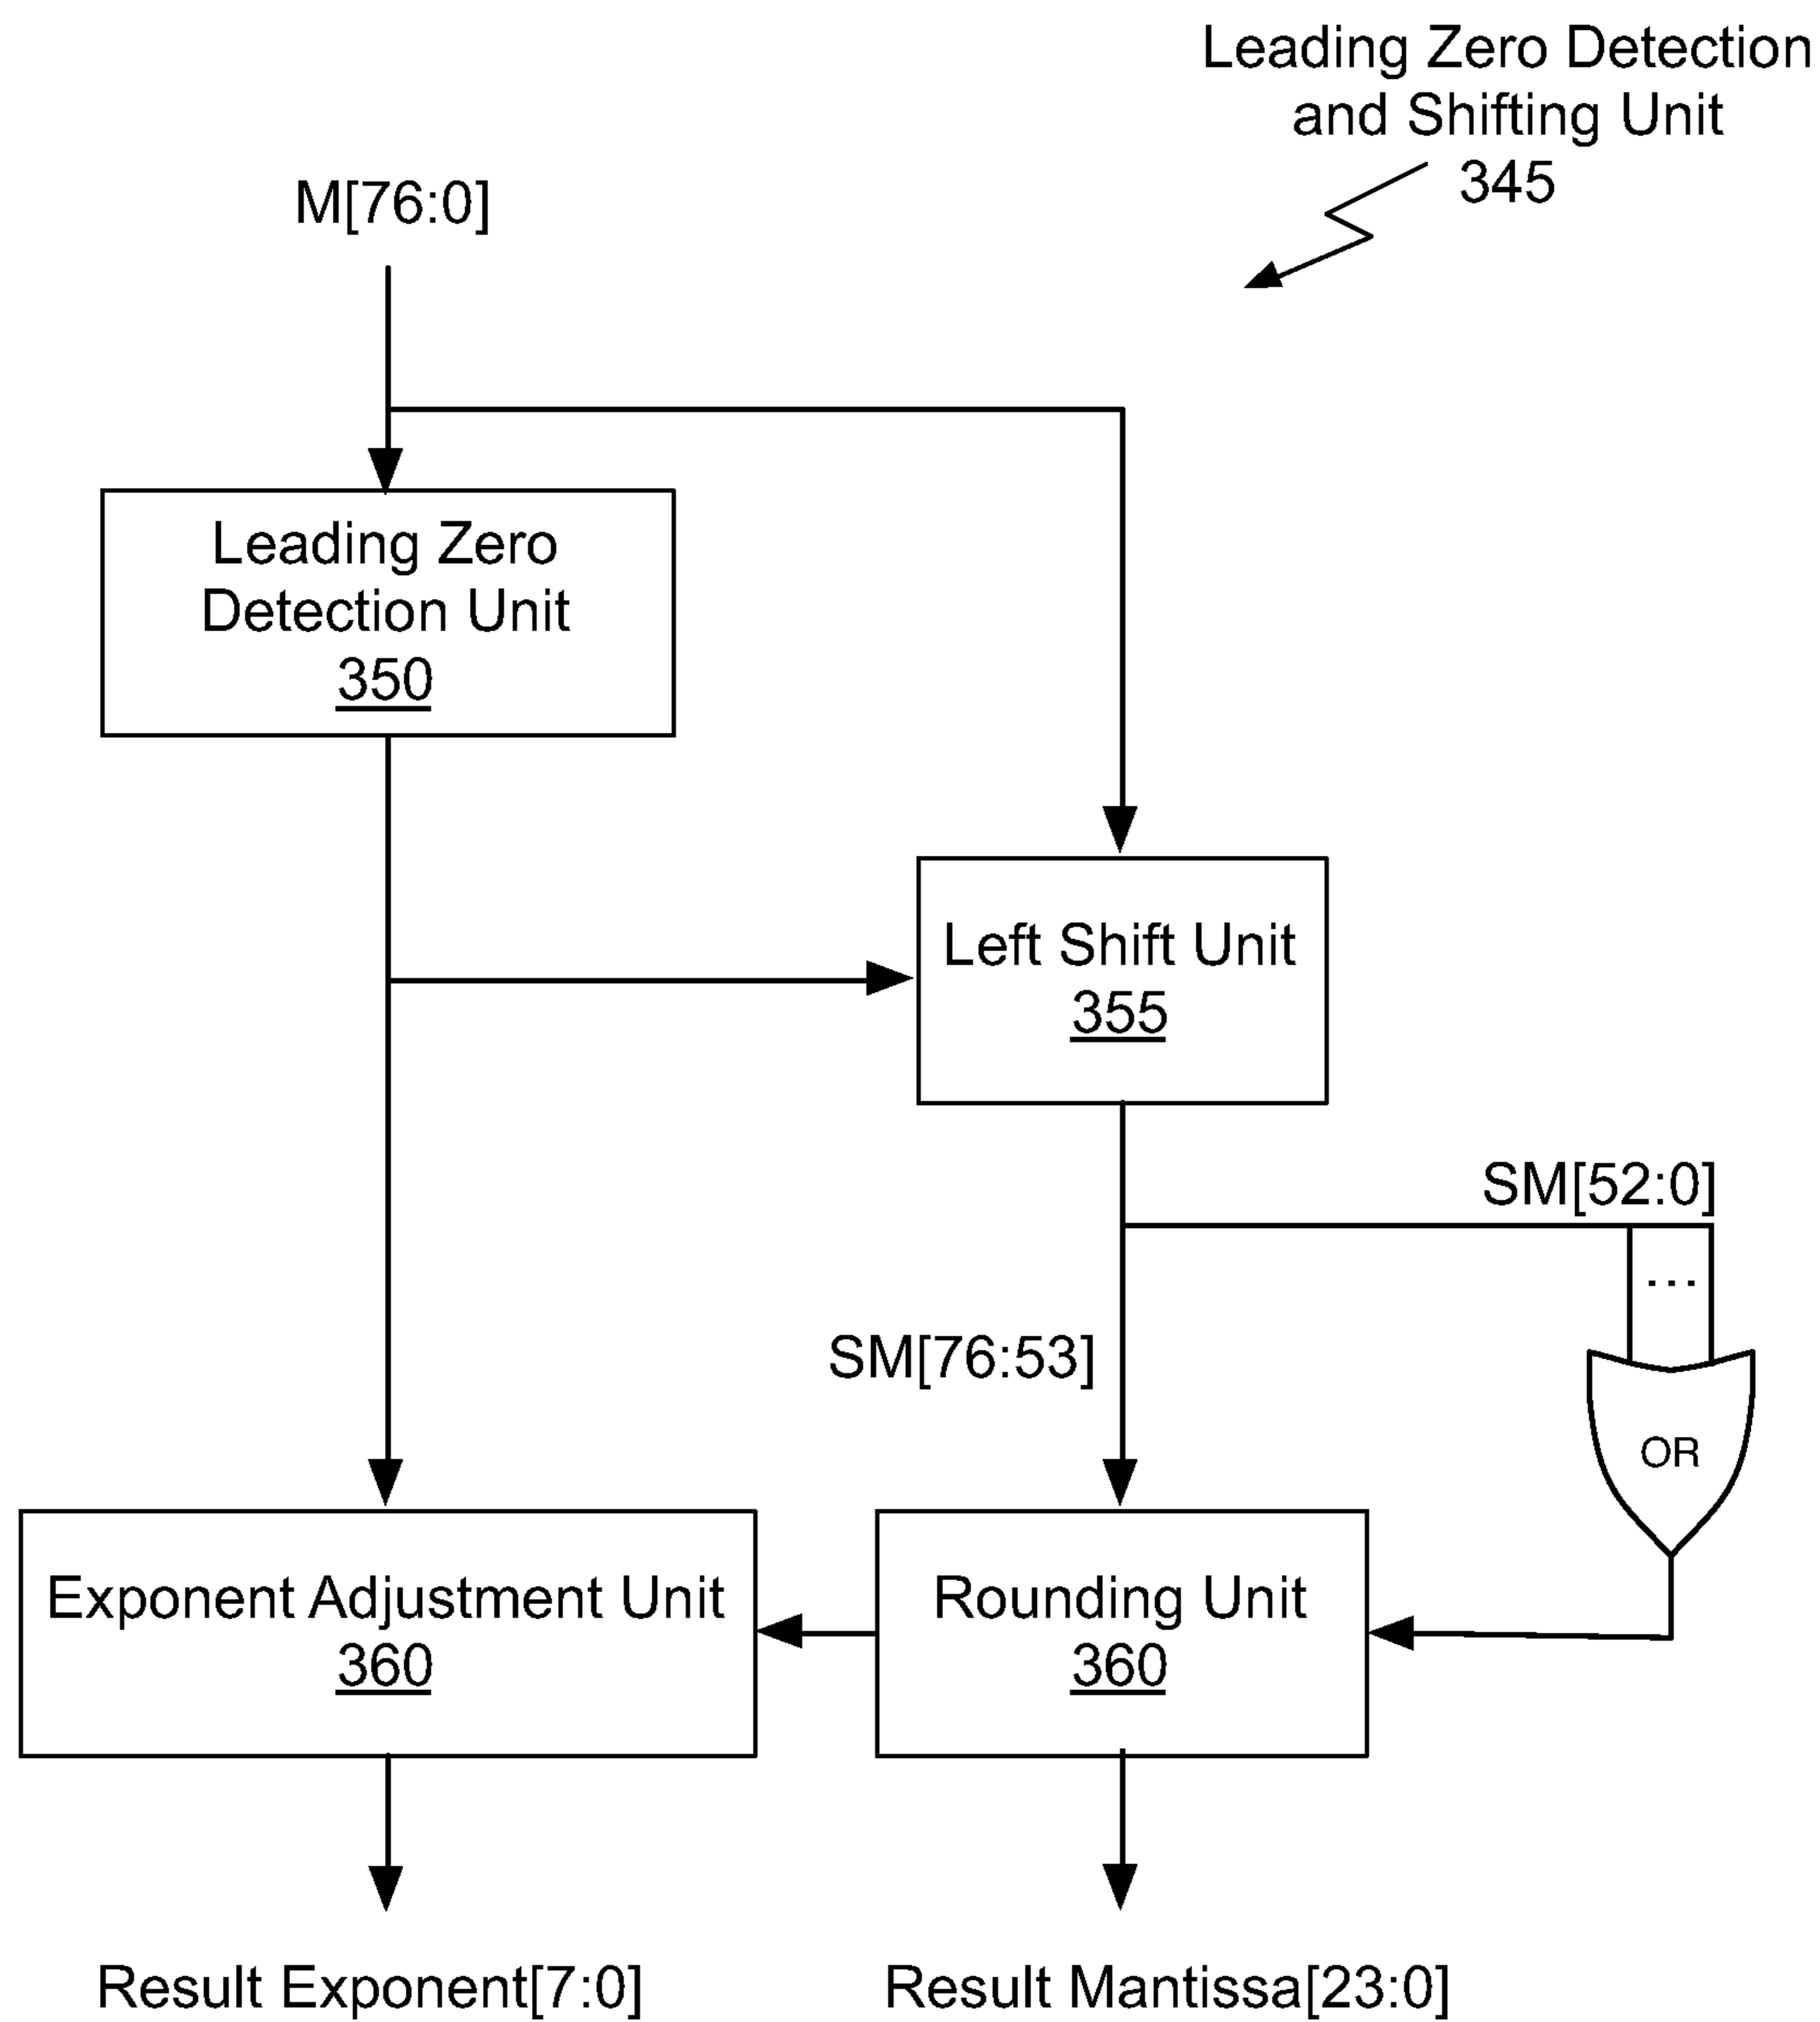 Leading Zero Detection
and Shifting Unit
345
M[76:0]
Leading Zero
Detection Unit
350
Left Shift Unit
355
SM[52:0]
...
SM[76:53]
OR
Exponent Adjustment Unit
360
Rounding Unit
360
Result Exponent[7:0]
Result Mantissa[23:0]